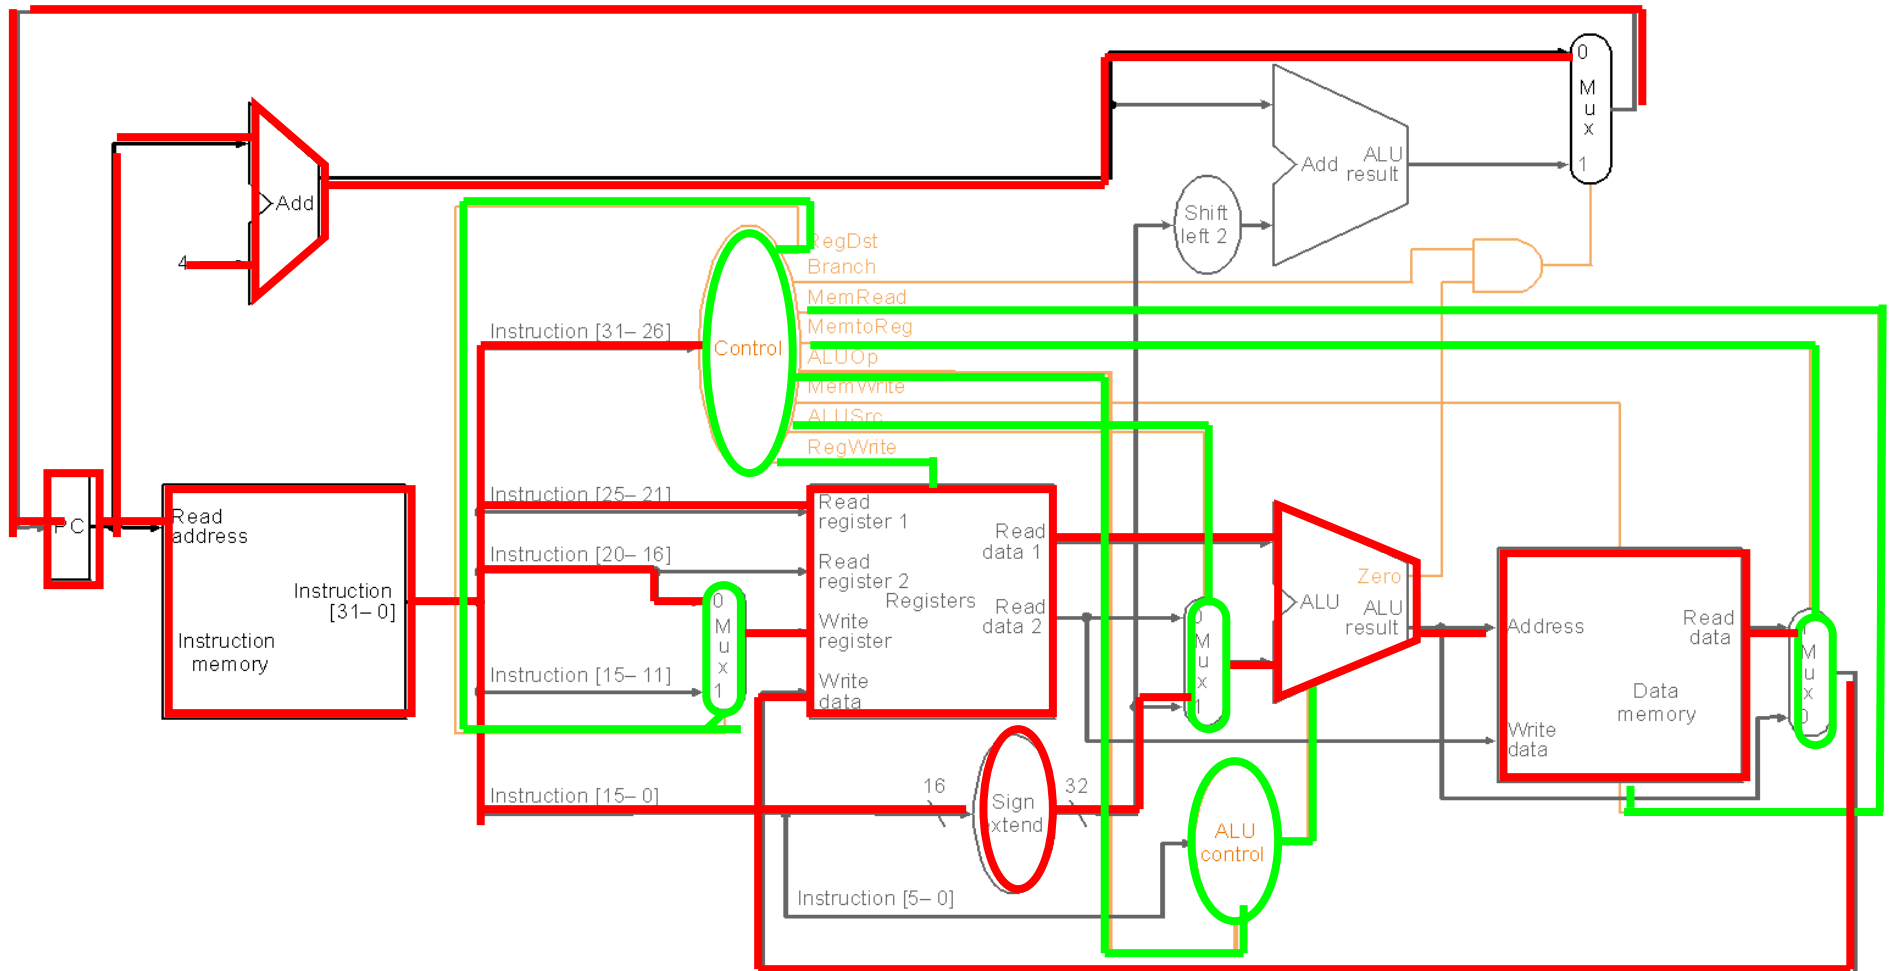 0
M
u
x
1
Add
ALU
result
Shift
left 2
Add
4
RegDst
Branch
MemRead
MemtoReg
ALUOp
MemWrite
ALUSrc
RegWrite
Instruction [31– 26]
Control
Instruction [25– 21]
Read
register 1
Read
data 1
PC
Read
address
Instruction
[31– 0]
Instruction
memory
Instruction [20– 16]
Read
register 2
Registers
Read
data 2
0
M
u
x
1
Write
register
Instruction [15– 11]
Write
data
0
M
u
x
1
Zero
ALU
ALU
result
Address
Read
data
Data
memory
Write
data
1
M
u
x
0
Instruction [15– 0]
16
Sign
extend
32
ALU
control
Instruction [5– 0]